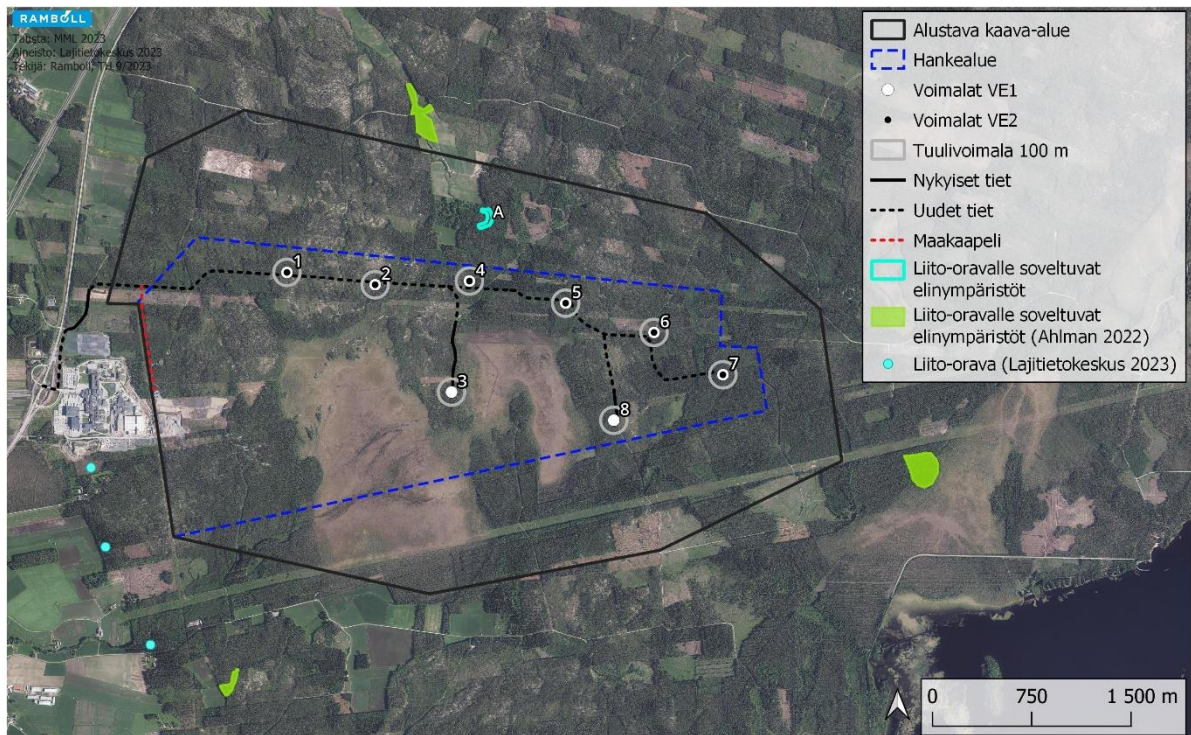 RAMBOLL
Tausta: MML 2023
Aineisto: Lajitietokeskus 2023
Tekijä: Ramboll, TH 9/2023
Alustava kaava-alue
Hankealue
Voimalat VE1
Voimalat VE2
Tuulivoimala 100 m
Nykyiset tiet
Uudet tiet
Maakaapeli
Liito-oravalle soveltuvat
elinympäristöt
Liito-oravalle soveltuvat
elinympäristöt (Ahlman 2022)
Liito-orava (Lajitietokeskus 2023)
A
1
2
4
5
6
7
3
8
0 750 1 500 m